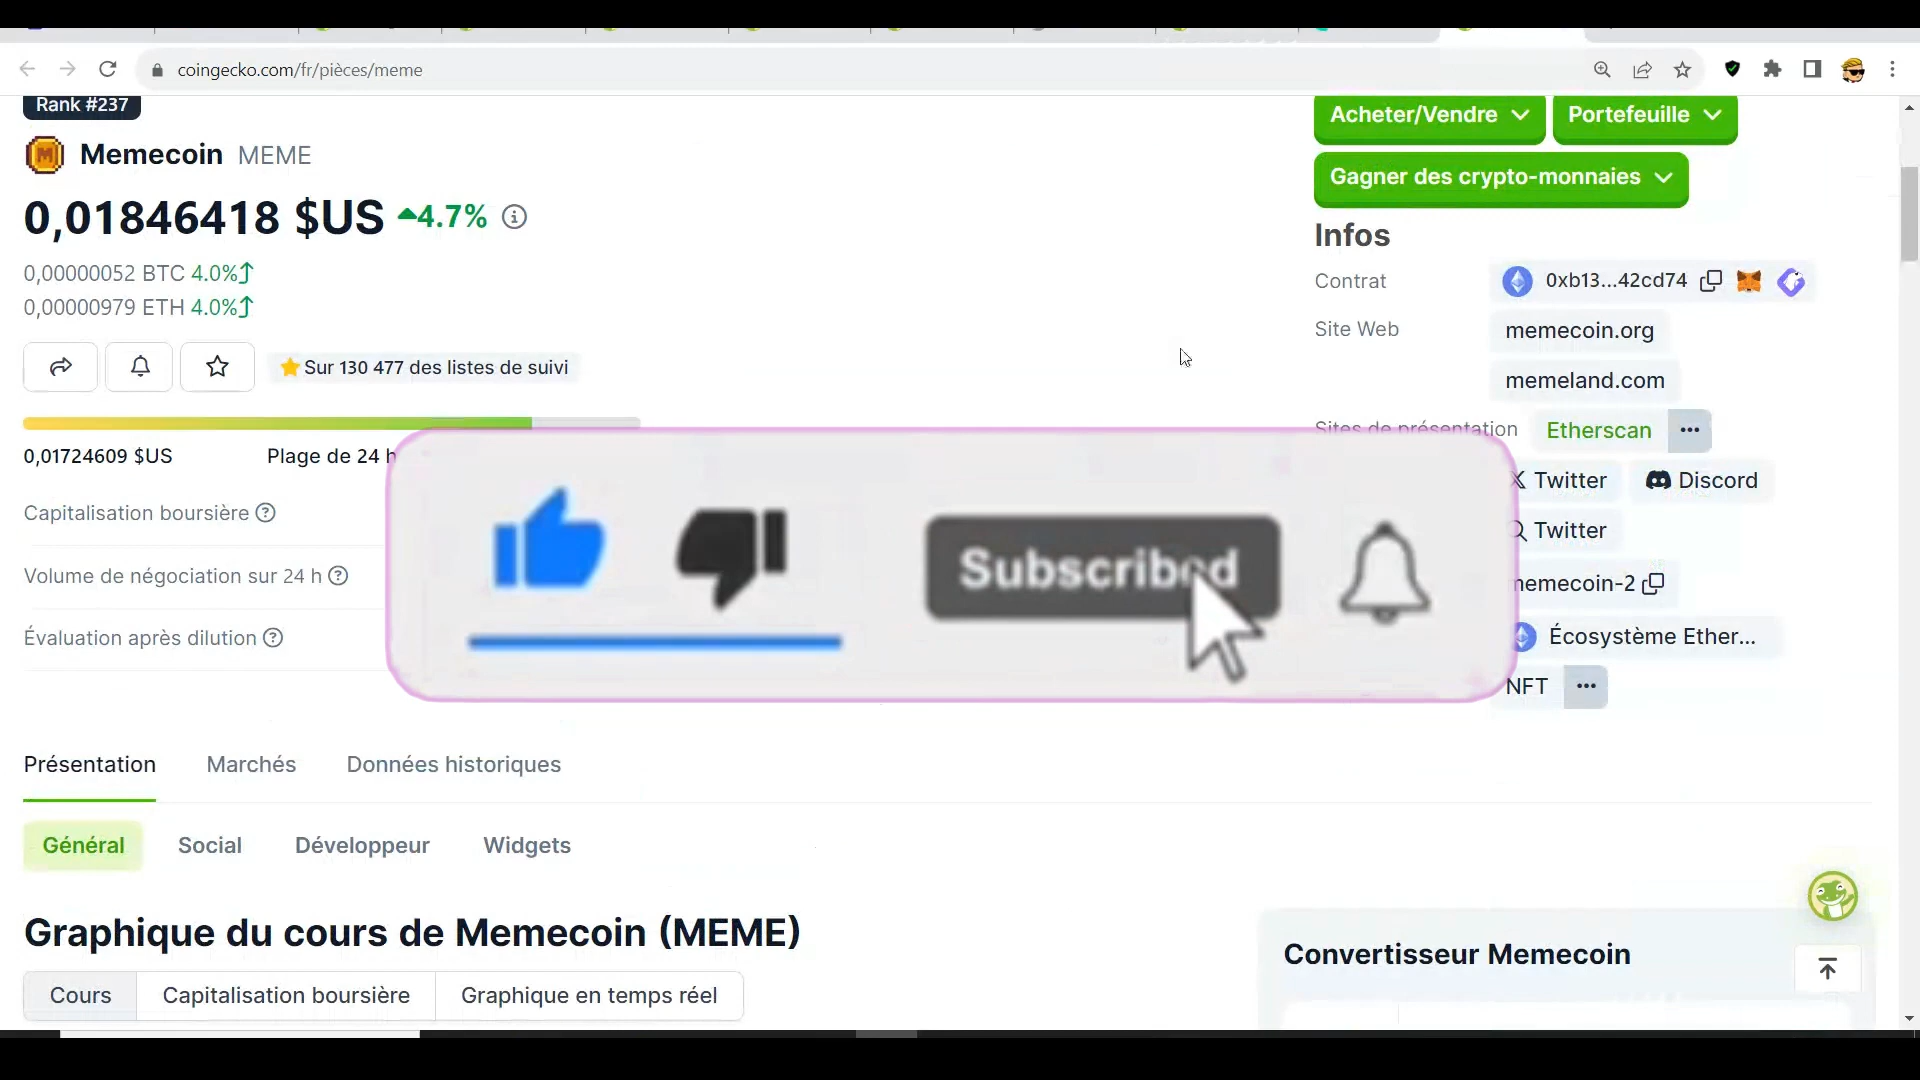 coingecko.com/fr/pièces/meme
Rank #237
Memecoin MEME
0,01846418 $US 4.7%
0,00000052 BTC 4.0%
0,00000979 ETH 4.0%
Sur 130 477 des listes de suivi
0,01724609 $US Plage de 24 h
Capitalisation boursière
Volume de négociation sur 24 h
Évaluation après dilution
Acheter/Vendre
Portefeuille
Gagner des crypto-monnaies
Infos
Contrat 0xb13...42cd74
Site Web memecoin.org
memeland.com
Sites de présentation Etherscan
Twitter Discord
Twitter
memecoin-2
Écosystème Ether...
NFT
Subscribed
Présentation Marchés Données historiques
Général Social Développeur Widgets
Graphique du cours de Memecoin (MEME)
Cours Capitalisation boursière Graphique en temps réel
Convertisseur Memecoin